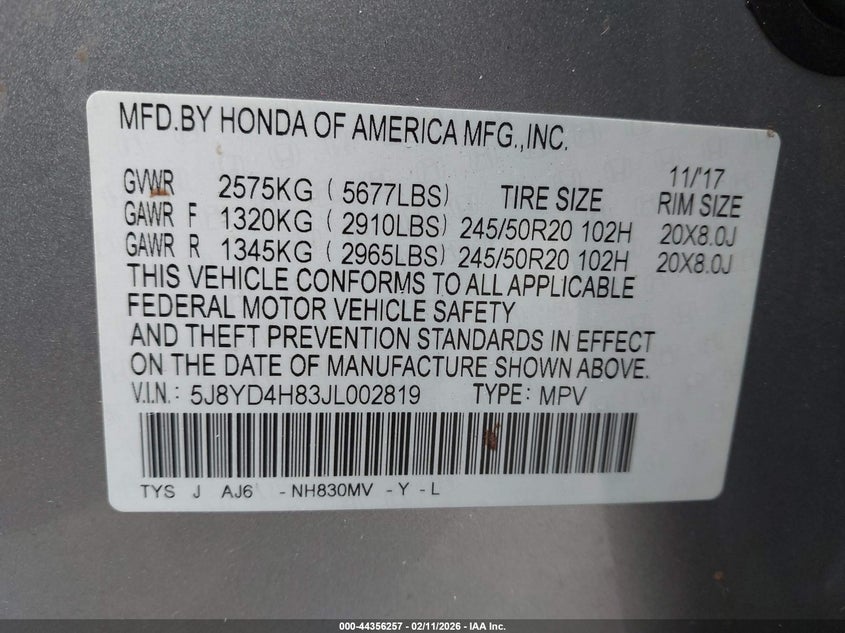 MFD.BY HONDA OF AMERICA MFG.,INC.
11/'17
GVWR 2575KG ( 5677LBS) TIRE SIZE RIM SIZE
GAWR F 1320KG ( 2910LBS) 245/50R20 102H 20X8.0J
GAWR R 1345KG ( 2965LBS) 245/50R20 102H 20X8.0J
THIS VEHICLE CONFORMS TO ALL APPLICABLE
FEDERAL MOTOR VEHICLE SAFETY
AND THEFT PREVENTION STANDARDS IN EFFECT
ON THE DATE OF MANUFACTURE SHOWN ABOVE.
V.I.N.: 5J8YD4H83JL002819 TYPE: MPV
TYS J AJ6 -NH830MV -Y -L
000-44356257 - 02/11/2026 - IAA Inc.